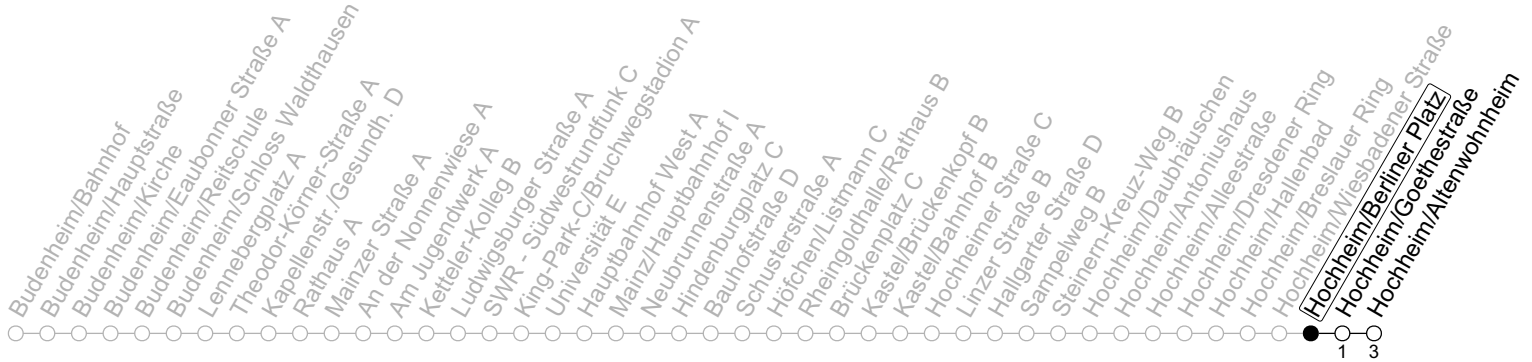 Budenheim/Bahnhof
Budenheim/Hauptstraße
Budenheim/Kirche
Budenheim/Eaubonner Straße A
Budenheim/Reitschule
Budenheim/Schloss Waldthausen
Lennebergplatz A
Theodor-Körner-Straße A
Kapellenstr./Gesundh. D
Rathaus A
Mainzer Straße A
An der Nonnenwiese A
Am Jugendwerk A
Ketteler-Kolleg B
Ludwigsburger Straße A
SWR - Südwestrundfunk C
King-Park-C/Bruchwegstadion A
Universität E
Hauptbahnhof West A
Mainz/Hauptbahnhof I
Neubrunnenstraße A
Hindenburgplatz C
Bauhofstraße D
Schusterstraße A
Höfchen/Listmann C
Rheingoldhalle/Rathaus B
Brückenplatz C
Kastel/Brückenkopf B
Kastel/Bahnhof B
Hochheimer Straße C
Linzer Straße B
Hallgarter Straße D
Sampelweg B
Steinern-Kreuz-Weg B
Hochheim/Daubhäuschen
Hochheim/Antoniushaus
Hochheim/Alleestraße
Hochheim/Dresdener Ring
Hochheim/Hallenbad
Hochheim/Breslauer Ring
Hochheim/Wiesbadener Straße
Hochheim/Berliner Platz
Hochheim/Goethestraße
Hochheim/Altenwohnheim
1 3